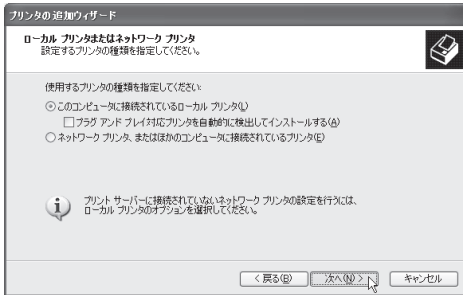 プリンタの追加ウィザード
ローカル プリンタまたはネットワーク プリンタ
設定するプリンタの種類を指定してください。
使用するプリンタの種類を指定してください:
このコンピュータに接続されているローカル プリンタ(L)
プラグ アンド プレイ対応プリンタを自動的に検出してインストールする(A)
ネットワーク プリンタ、またはほかのコンピュータに接続されているプリンタ(E)
プリント サーバーに接続されていないネットワーク プリンタの設定を行うには、
ローカル プリンタのオプションを選択してください。
< 戻る(B) 次へ(N) > キャンセル